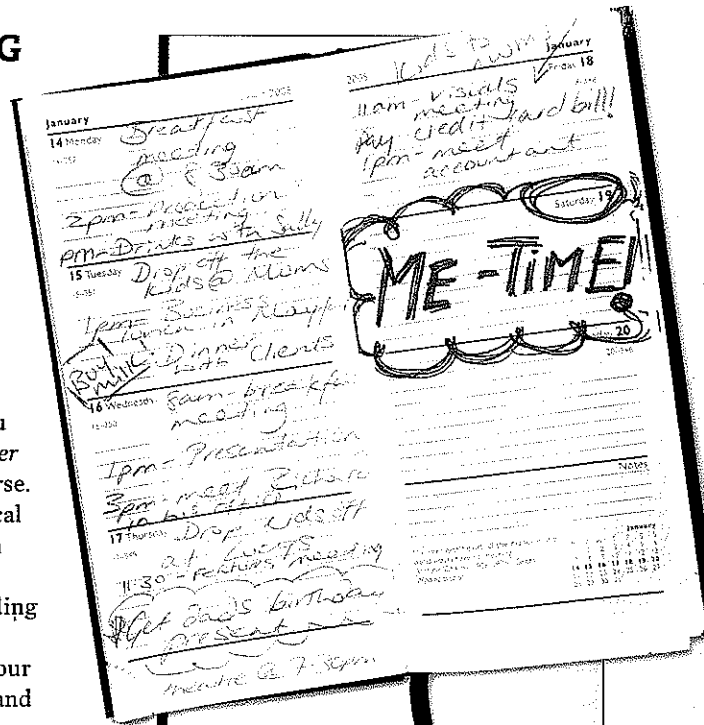 G
u
er
rse.
cal
ling
our
and
January
14 Monday
Breakfast
meeting
@ 8 30am
2pm - Production
meeting
pm - Drinks with Sally
15 Tuesday
Drop off the
kids @ Mums
1pm - Business
lunch in
Buy
milk!
Dinner
with clients
16 Wednesday
8am - breakfa
meeting
1pm - Presentation
3pm - meet Richard
17 Thursday
Drop kids off
at
11:30 - Features meeting
Get dad's birthday
present
theatre @ 7-30pm
kids to
January
Friday 18
11am - visuals
meeting
Pay credit card bill!
1pm - meet
accountant
Saturday 19
ME-TIME!
20
Notes
January